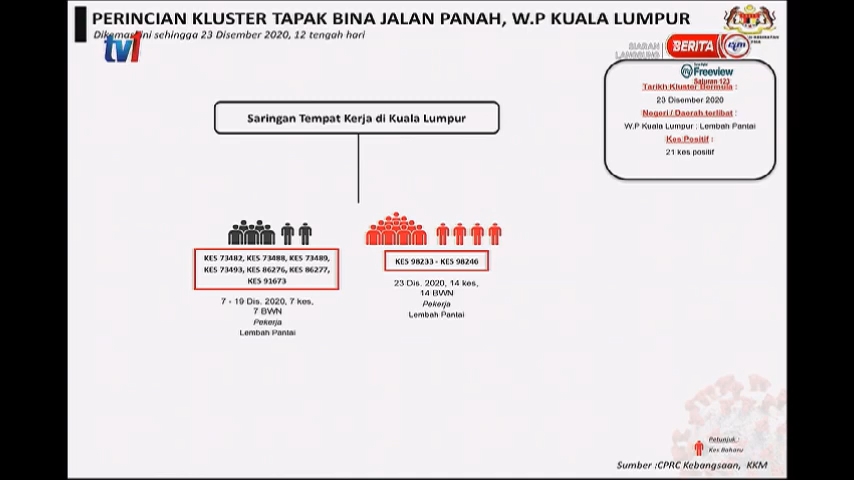 PERINCIAN KLUSTER TAPAK BINA JALAN PANAH, W.P KUALA LUMPUR
Dikemaskini sehingga 23 Disember 2020, 12 tengah hari
tv1
SIARAN
LANGSUNG
BERITA
rtm
myFreeview
Saluran 123
Tarikh Kluster Bermula :
23 Disember 2020
Negeri / Daerah terlibat :
W.P Kuala Lumpur : Lembah Pantai
Kes Positif :
21 kes positif
Saringan Tempat Kerja di Kuala Lumpur
KES 73482, KES 73488, KES 73489,
KES 73493, KES 86276, KES 86277,
KES 91673
7 - 19 Dis. 2020, 7 kes,
7 BWN
Pekerja
Lembah Pantai
KES 98233 - KES 98246
23 Dis. 2020, 14 kes,
14 BWN
Pekerja
Lembah Pantai
Petunjuk :
Kes Baharu
Sumber :CPRC Kebangsaan, KKM